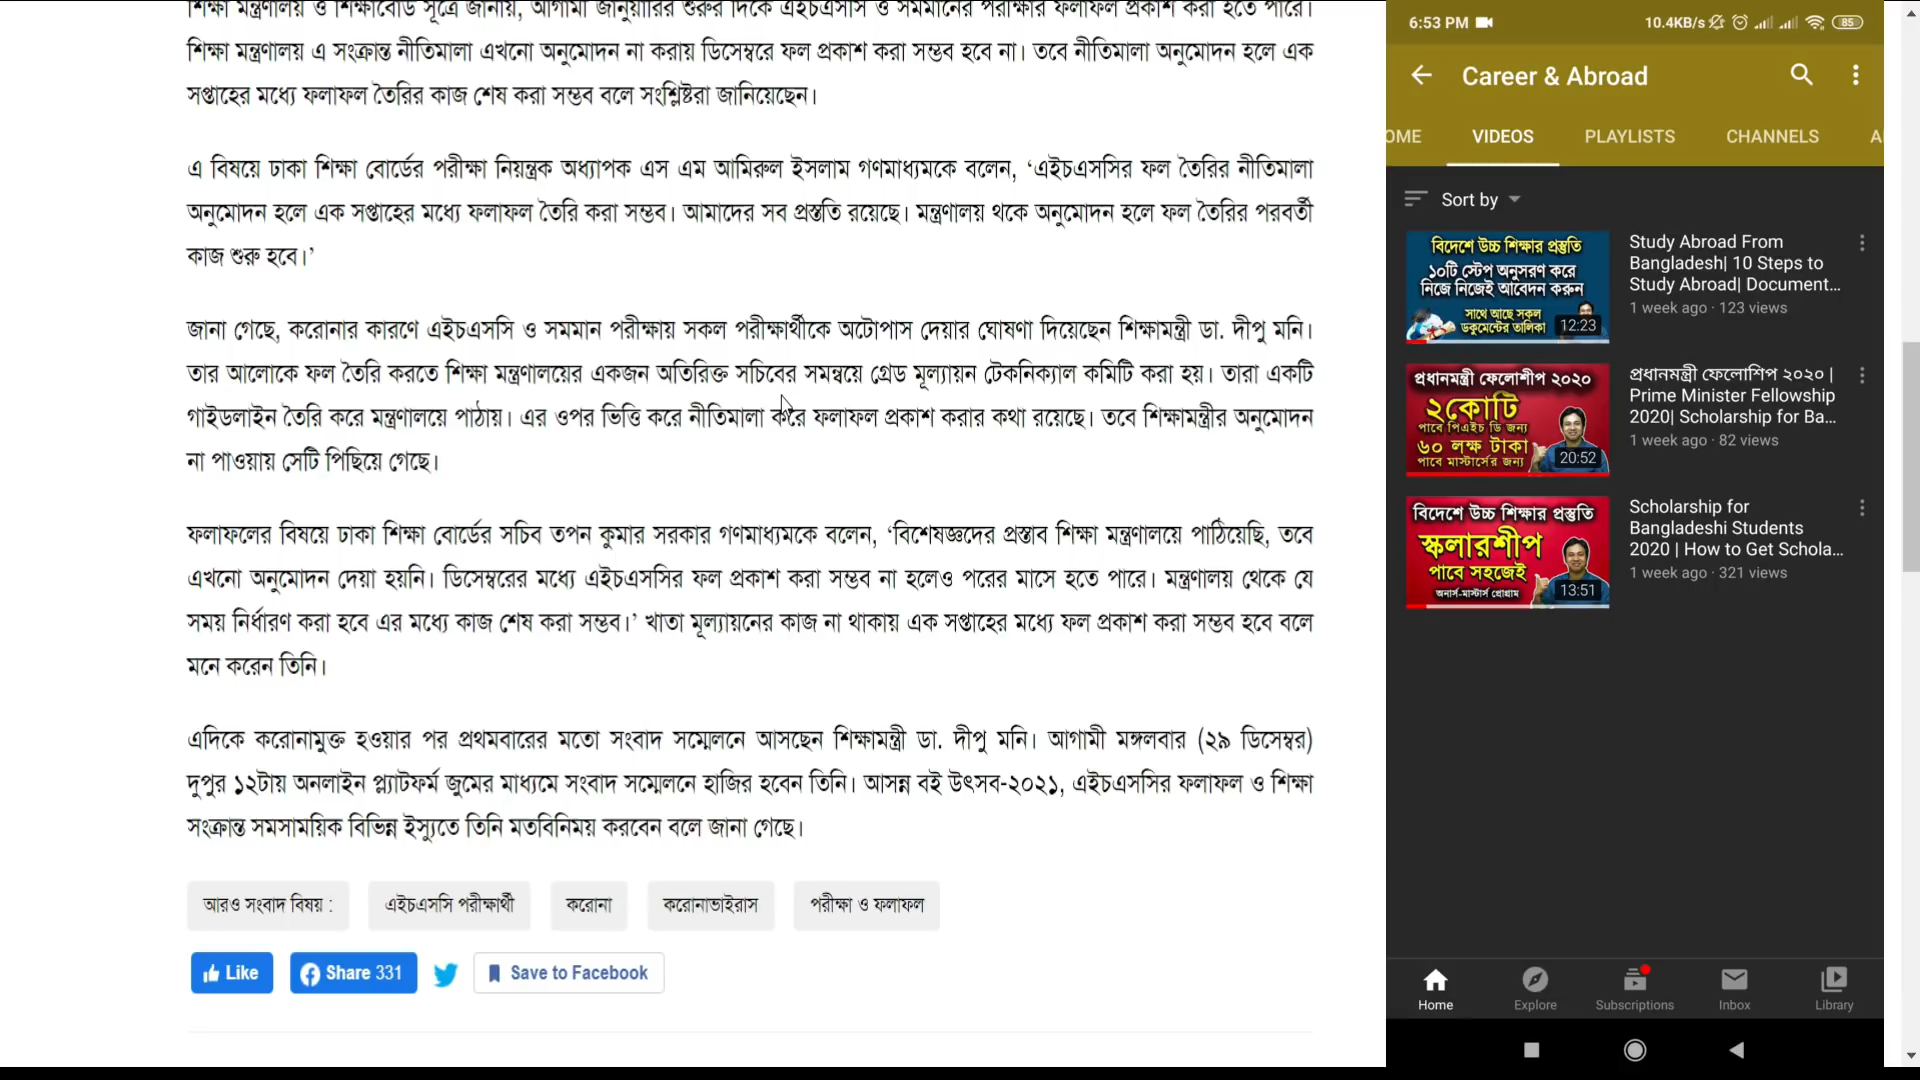 শিক্ষা মন্ত্রণালয় ও শিক্ষাবোর্ড সূত্রে জানায়, আগামী জানুয়ারির শুরুর দিকে এইচএসসি ও সমমানের পরীক্ষার ফলাফল প্রকাশ করা হতে পারে।
শিক্ষা মন্ত্রণালয় এ সংক্রান্ত নীতিমালা এখনো অনুমোদন না করায় ডিসেম্বরে ফল প্রকাশ করা সম্ভব হবে না। তবে নীতিমালা অনুমোদন হলে এক
সপ্তাহের মধ্যে ফলাফল তৈরির কাজ শেষ করা সম্ভব বলে সংশ্লিষ্টরা জানিয়েছেন।
এ বিষয়ে ঢাকা শিক্ষা বোর্ডের পরীক্ষা নিয়ন্ত্রক অধ্যাপক এস এম আমিরুল ইসলাম গণমাধ্যমকে বলেন, ‘এইচএসসির ফল তৈরির নীতিমালা
অনুমোদন হলে এক সপ্তাহের মধ্যে ফলাফল তৈরি করা সম্ভব। আমাদের সব প্রস্ততি রয়েছে। মন্ত্রণালয় থকে অনুমোদন হলে ফল তৈরির পরবর্তী
কাজ শুরু হবে।’
জানা গেছে, করোনার কারণে এইচএসসি ও সমমান পরীক্ষায় সকল পরীক্ষার্থীকে অটোপাস দেয়ার ঘোষণা দিয়েছেন শিক্ষামন্ত্রী ডা. দীপু মনি।
তার আলোকে ফল তৈরি করতে শিক্ষা মন্ত্রণালয়ের একজন অতিরিক্ত সচিবের সমন্বয়ে গ্রেড মূল্যায়ন টেকনিক্যাল কমিটি করা হয়। তারা একটি
গাইডলাইন তৈরি করে মন্ত্রণালয়ে পাঠায়। এর ওপর ভিত্তি করে নীতিমালা করে ফলাফল প্রকাশ করার কথা রয়েছে। তবে শিক্ষামন্ত্রীর অনুমোদন
না পাওয়ায় সেটি পিছিয়ে গেছে।
ফলাফলের বিষয়ে ঢাকা শিক্ষা বোর্ডের সচিব তপন কুমার সরকার গণমাধ্যমকে বলেন, ‘বিশেষজ্ঞদের প্রস্তাব শিক্ষা মন্ত্রণালয়ে পাঠিয়েছি, তবে
এখনো অনুমোদন দেয়া হয়নি। ডিসেম্বরের মধ্যে এইচএসসির ফল প্রকাশ করা সম্ভব না হলেও পরের মাসে হতে পারে। মন্ত্রণালয় থেকে যে
সময় নির্ধারণ করা হবে এর মধ্যে কাজ শেষ করা সম্ভব।’ খাতা মূল্যায়নের কাজ না থাকায় এক সপ্তাহের মধ্যে ফল প্রকাশ করা সম্ভব হবে বলে
মনে করেন তিনি।
এদিকে করোনামুক্ত হওয়ার পর প্রথমবারের মতো সংবাদ সম্মেলনে আসছেন শিক্ষামন্ত্রী ডা. দীপু মনি। আগামী মঙ্গলবার (২৯ ডিসেম্বর)
দুপুর ১২টায় অনলাইন প্ল্যাটফর্ম জুমের মাধ্যমে সংবাদ সম্মেলনে হাজির হবেন তিনি। আসন্ন বই উৎসব-২০২১, এইচএসসির ফলাফল ও শিক্ষা
সংক্রান্ত সমসাময়িক বিভিন্ন ইস্যুতে তিনি মতবিনিময় করবেন বলে জানা গেছে।
আরও সংবাদ বিষয় : এইচএসসি পরীক্ষার্থী করোনা করোনাভাইরাস পরীক্ষা ও ফলাফল
Like Share 331 Save to Facebook
6:53 PM 10.4KB/s 85
Career & Abroad
OME VIDEOS PLAYLISTS CHANNELS A
Sort by
বিদেশে উচ্চ শিক্ষার প্রস্তুতি
১০টি স্টেপ অনুসরণ করে
নিজে নিজেই আবেদন করুন
সাথে আছে সকল
ডকুমেন্টের তালিকা
12:23
Study Abroad From
Bangladesh| 10 Steps to
Study Abroad| Document...
1 week ago · 123 views
প্রধানমন্ত্রী ফেলোশীপ ২০২০
২কোটি
পাবে পিএইচ ডি জন্য
৬০ লক্ষ টাকা
পাবে মাস্টার্সের জন্য
20:52
প্রধানমন্ত্রী ফেলোশিপ ২০২০ |
Prime Minister Fellowship
2020| Scholarship for Ba...
1 week ago · 82 views
বিদেশে উচ্চ শিক্ষার প্রস্তুতি
স্কলারশীপ
পাবে সহজেই
অনার্স-মাস্টার্স প্রোগ্রাম
13:51
Scholarship for
Bangladeshi Students
2020 | How to Get Schola...
1 week ago · 321 views
Home Explore Subscriptions Inbox Library